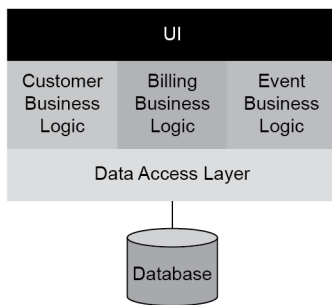 UI
Customer
Business
Logic
Billing
Business
Logic
Event
Business
Logic
Data Access Layer
Database